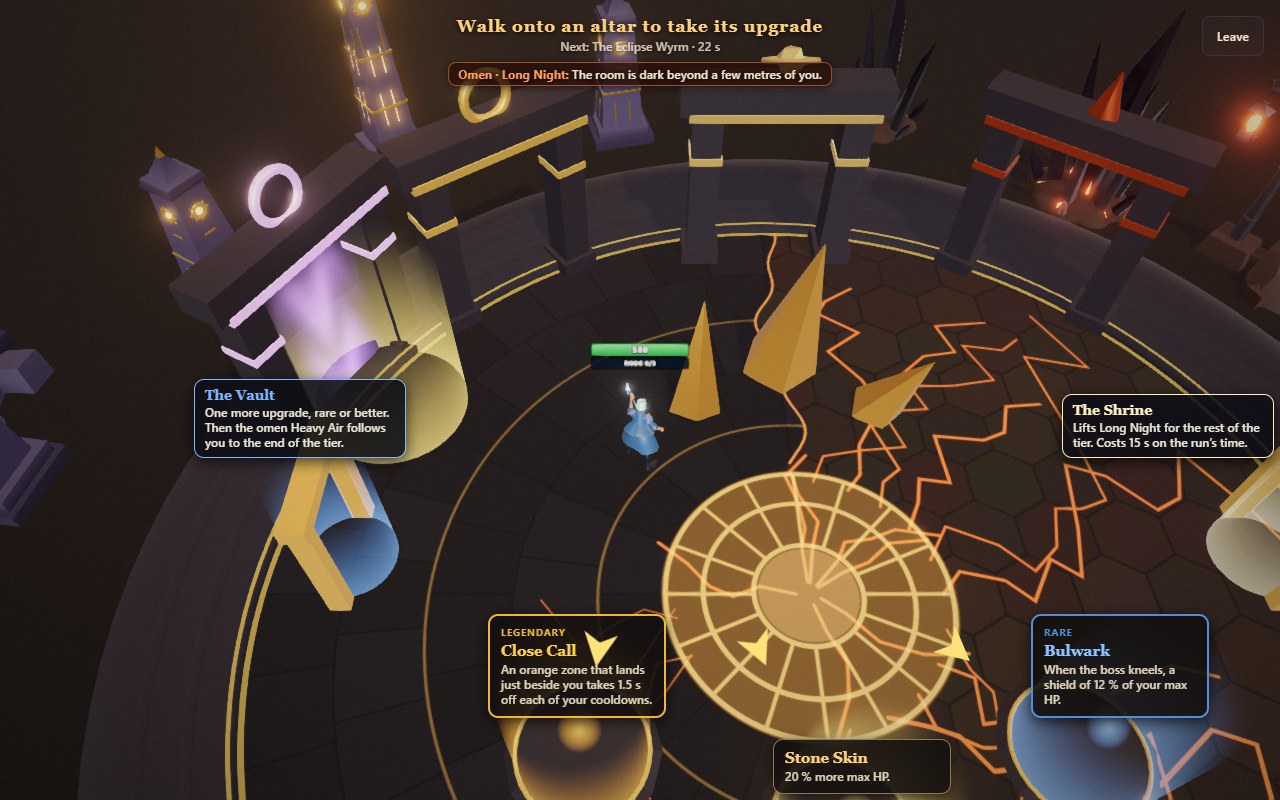 Walk onto an altar to take its upgrade
Next: The Eclipse Wyrm · 22 s
Omen · Long Night: The room is dark beyond a few metres of you.
Leave
580
The Vault
One more upgrade, rare or better.
Then the omen Heavy Air follows
you to the end of the tier.
The Shrine
Lifts Long Night for the rest of the
tier. Costs 15 s on the run's time.
LEGENDARY
Close Call
An orange zone that lands
just beside you takes 1.5 s
off each of your cooldowns.
RARE
Bulwark
When the boss kneels, a
shield of 12 % of your max
HP.
Stone Skin
20 % more max HP.